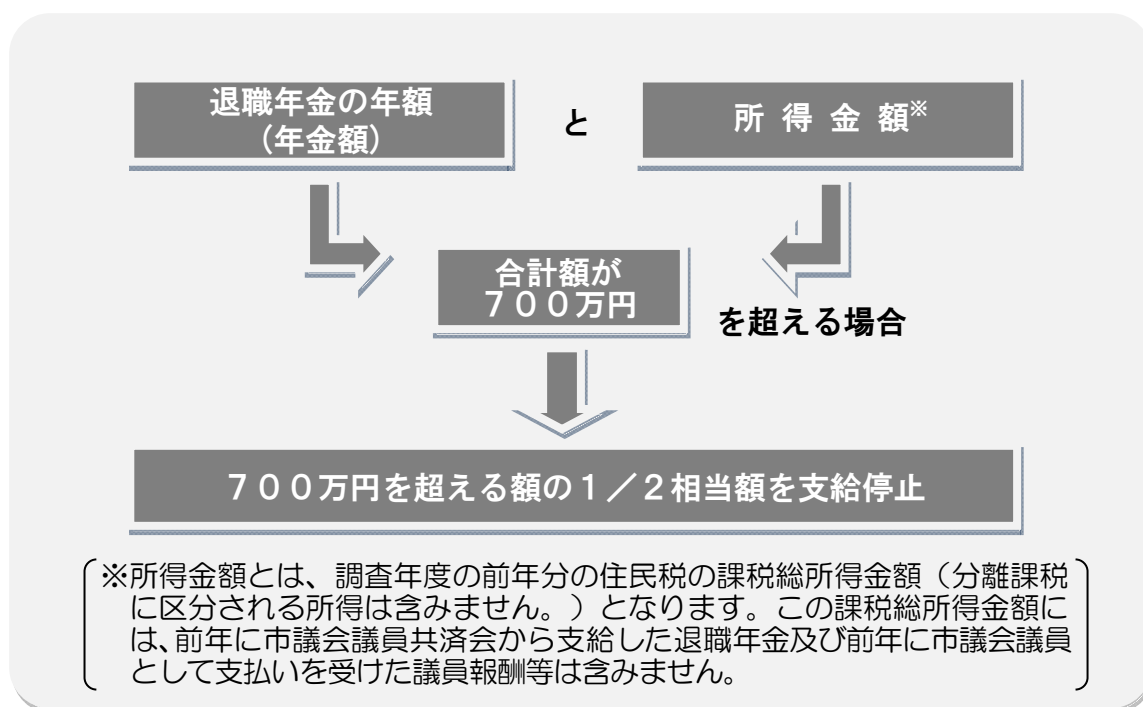 退職年金の年額
（年金額）
と
所 得 金 額※
合計額が
７００万円
を超える場合
７００万円を超える額の１／２相当額を支給停止
※所得金額とは、調査年度の前年分の住民税の課税総所得金額（分離課税
に区分される所得は含みません。）となります。この課税総所得金額に
は、前年に市議会議員共済会から支給した退職年金及び前年に市議会議員
として支払いを受けた議員報酬等は含みません。